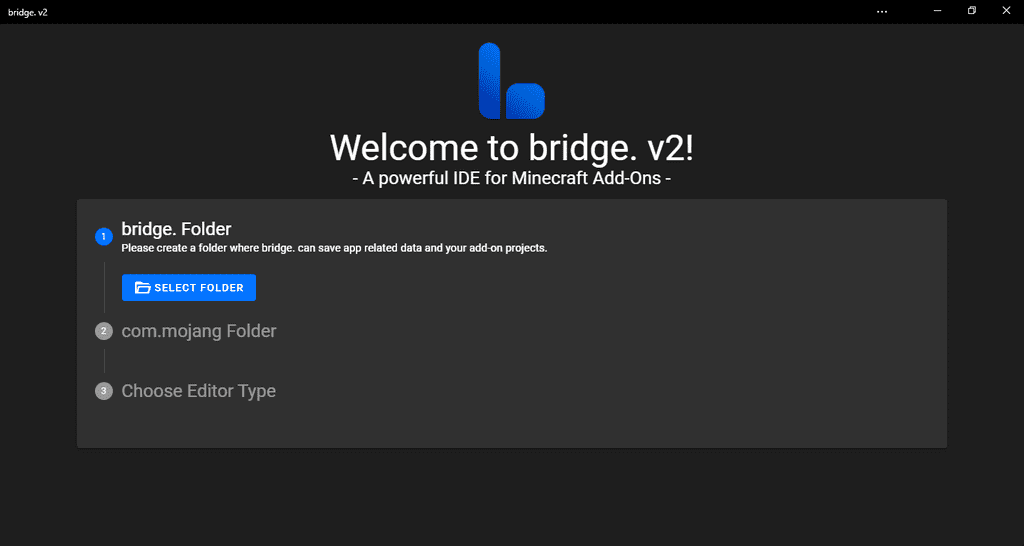 bridge. v2
Welcome to bridge. v2!
- A powerful IDE for Minecraft Add-Ons -
1
bridge. Folder
Please create a folder where bridge. can save app related data and your add-on projects.
SELECT FOLDER
2
com.mojang Folder
3
Choose Editor Type